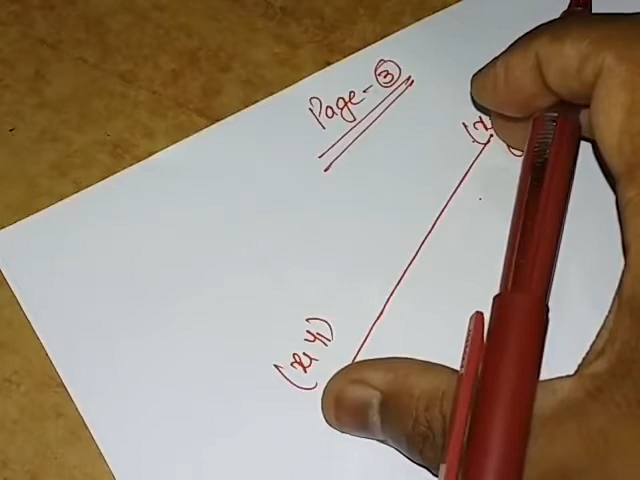 Page-③
(x
(x₁ y₁)